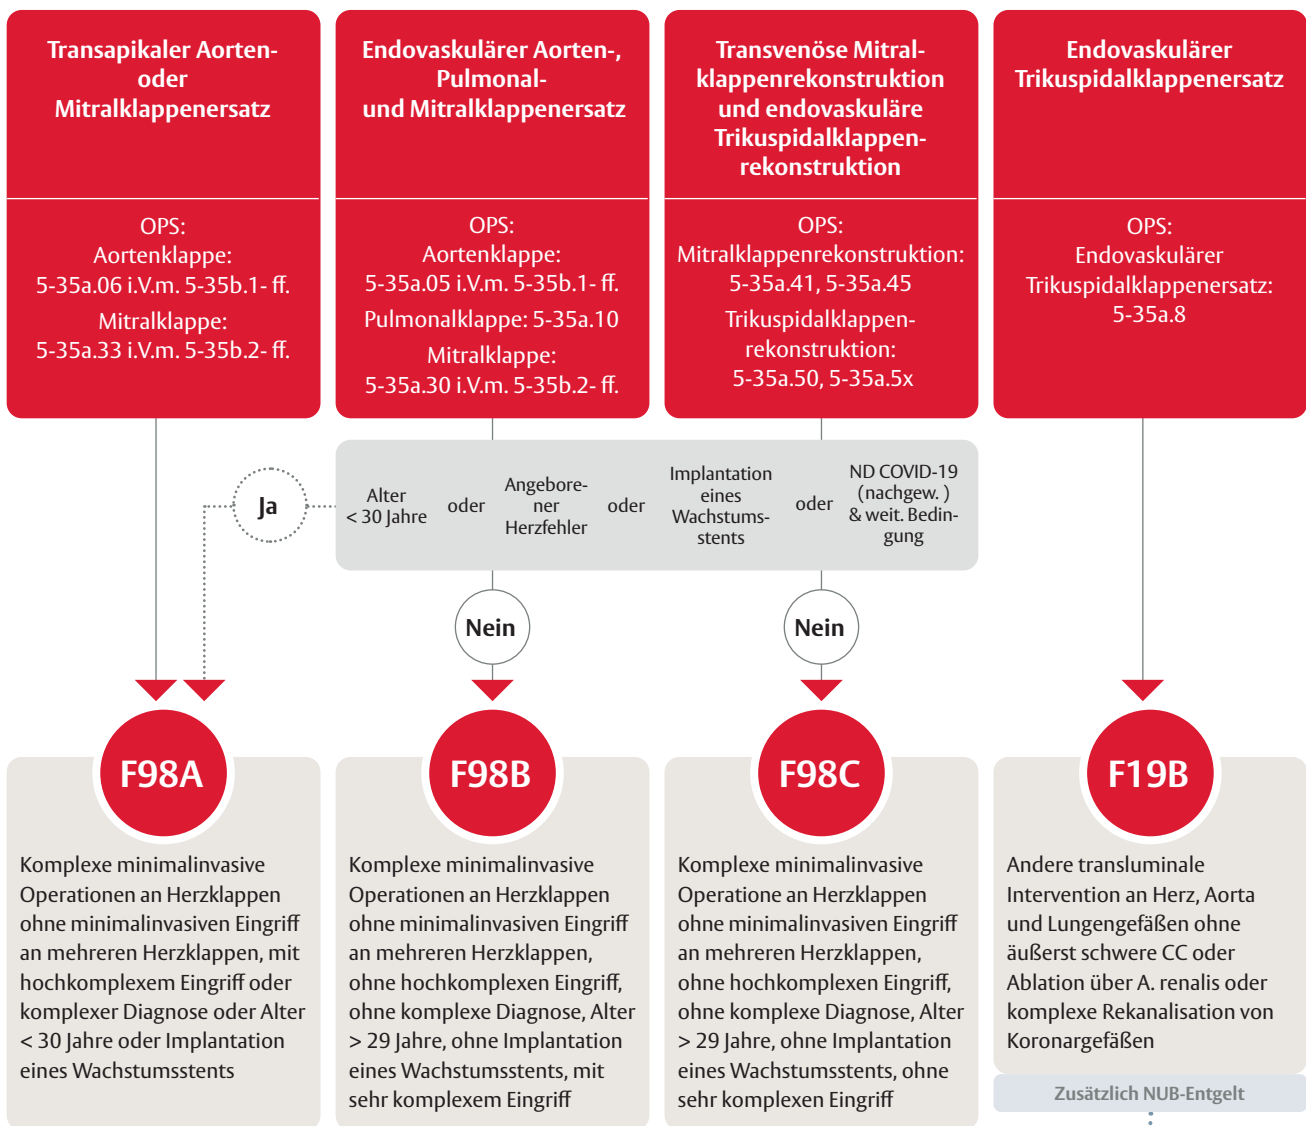 Transapikaler Aorten-
oder
Mitralklappenersatz
OPS:
Aortenklappe:
5-35a.06 i.V.m. 5-35b.1- ff.
Mitralklappe:
5-35a.33 i.V.m. 5-35b.2- ff.
Endovaskulärer Aorten-,
Pulmonal-
und Mitralklappenersatz
OPS:
Aortenklappe:
5-35a.05 i.V.m. 5-35b.1- ff.
Pulmonalklappe: 5-35a.10
Mitralklappe:
5-35a.30 i.V.m. 5-35b.2- ff.
Transvenöse Mitral-
klappenrekonstruktion
und endovaskuläre
Trikuspidalklappen-
rekonstruktion
OPS:
Mitralklappenrekonstruktion:
5-35a.41, 5-35a.45
Trikuspidalklappen-
rekonstruktion:
5-35a.50, 5-35a.5x
Endovaskulärer
Trikuspidalklappenersatz
OPS:
Endovaskulärer
Trikuspidalklappenersatz:
5-35a.8
Ja
Alter
< 30 Jahre
oder
Angebore-
ner
Herzfehler
oder
Implantation
eines
Wachstums-
stents
oder
ND COVID-19
(nachgew. )
& weit. Bedin-
gung
Nein
Nein
F98A
Komplexe minimalinvasive
Operationen an Herzklappen
ohne minimalinvasiven Eingriff
an mehreren Herzklappen, mit
hochkomplexem Eingriff oder
komplexer Diagnose oder Alter
< 30 Jahre oder Implantation
eines Wachstumsstents
F98B
Komplexe minimalinvasive
Operationen an Herzklappen
ohne minimalinvasiven Eingriff
an mehreren Herzklappen,
ohne hochkomplexen Eingriff,
ohne komplexe Diagnose, Alter
> 29 Jahre, ohne Implantation
eines Wachstumsstents, mit
sehr komplexem Eingriff
F98C
Komplexe minimalinvasive
Operatione an Herzklappen
ohne minimalinvasiven Eingriff
an mehreren Herzklappen,
ohne hochkomplexen Eingriff,
ohne komplexe Diagnose, Alter
> 29 Jahre, ohne Implantation
eines Wachstumsstents, ohne
sehr komplexen Eingriff
F19B
Andere transluminale
Intervention an Herz, Aorta
und Lungengefäßen ohne
äußerst schwere CC oder
Ablation über A. renalis oder
komplexe Rekanalisation von
Koronargefäßen
Zusätzlich NUB-Entgelt